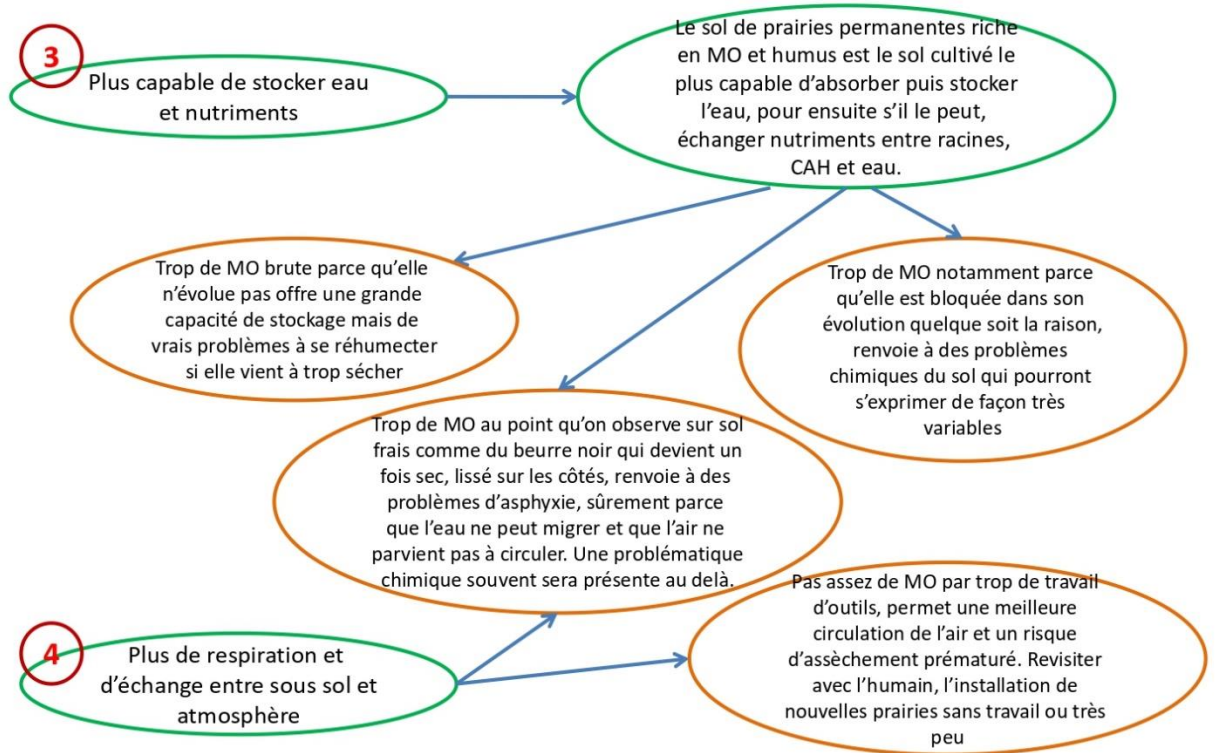 3
Plus capable de stocker eau
et nutriments
Le sol de prairies permanentes riche
en MO et humus est le sol cultivé le
plus capable d'absorber puis stocker
l'eau, pour ensuite s'il le peut,
échanger nutriments entre racines,
CAH et eau.
Trop de MO brute parce qu'elle
n'évolue pas offre une grande
capacité de stockage mais de
vrais problèmes à se réhumecter
si elle vient à trop sécher
Trop de MO notamment parce
qu'elle est bloquée dans son
évolution quelque soit la raison,
renvoie à des problèmes
chimiques du sol qui pourront
s'exprimer de façon très
variables
Trop de MO au point qu'on observe sur sol
frais comme du beurre noir qui devient un
fois sec, lissé sur les côtés, renvoie à des
problèmes d'asphyxie, sûrement parce
que l'eau ne peut migrer et que l'air ne
parvient pas à circuler. Une problématique
chimique souvent sera présente au delà.
4
Plus de respiration et
d'échange entre sous sol et
atmosphère
Pas assez de MO par trop de travail
d'outils, permet une meilleure
circulation de l'air et un risque
d'assèchement prématuré. Revisiter
avec l'humain, l'installation de
nouvelles prairies sans travail ou très
peu